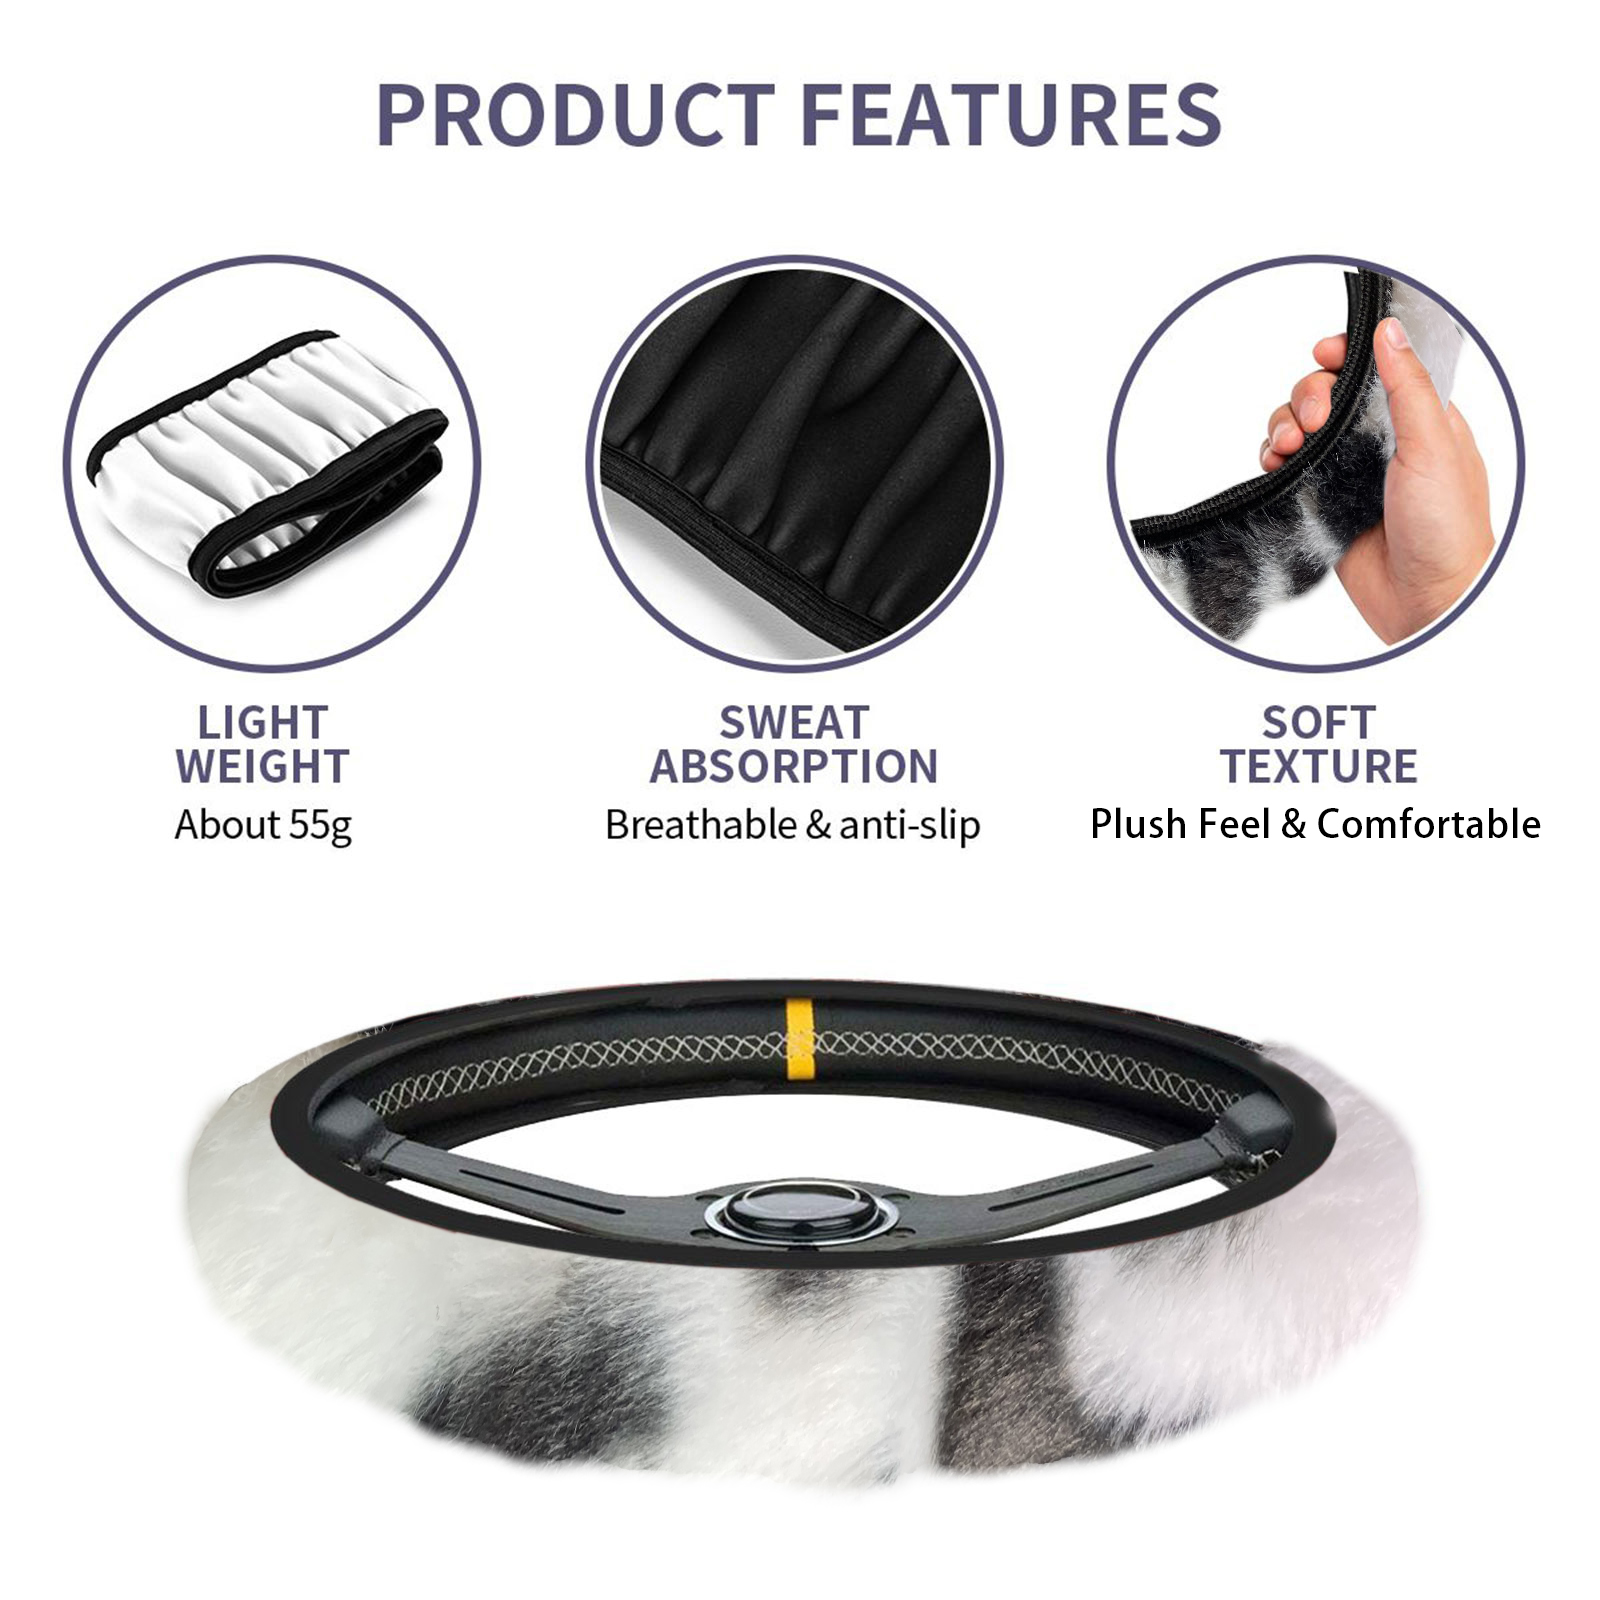 PRODUCT FEATURES
LIGHT
WEIGHT
About 55g
SWEAT
ABSORPTION
Breathable & anti-slip
SOFT
TEXTURE
Plush Feel & Comfortable